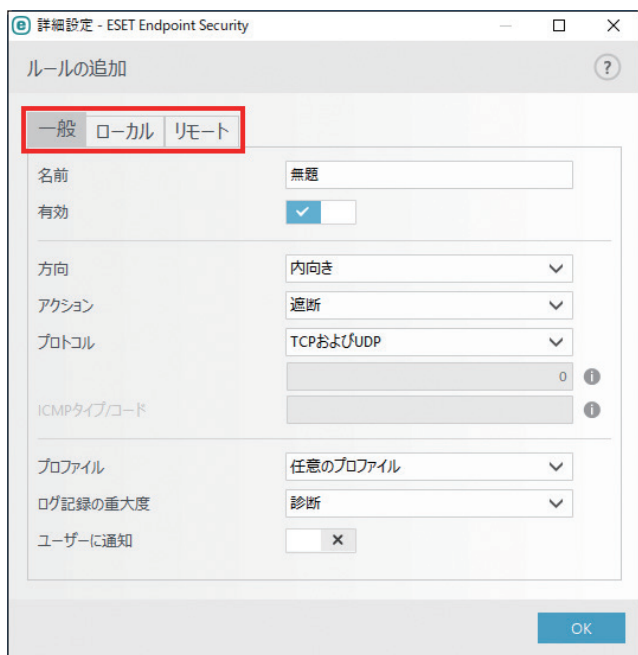 詳細設定 - ESET Endpoint Security
ルールの追加
?
一般 ローカル リモート
名前 無題
有効
方向 内向き
アクション 遮断
プロトコル TCPおよびUDP
0
ICMPタイプ/コード
プロファイル 任意のプロファイル
ログ記録の重大度 診断
ユーザーに通知
OK